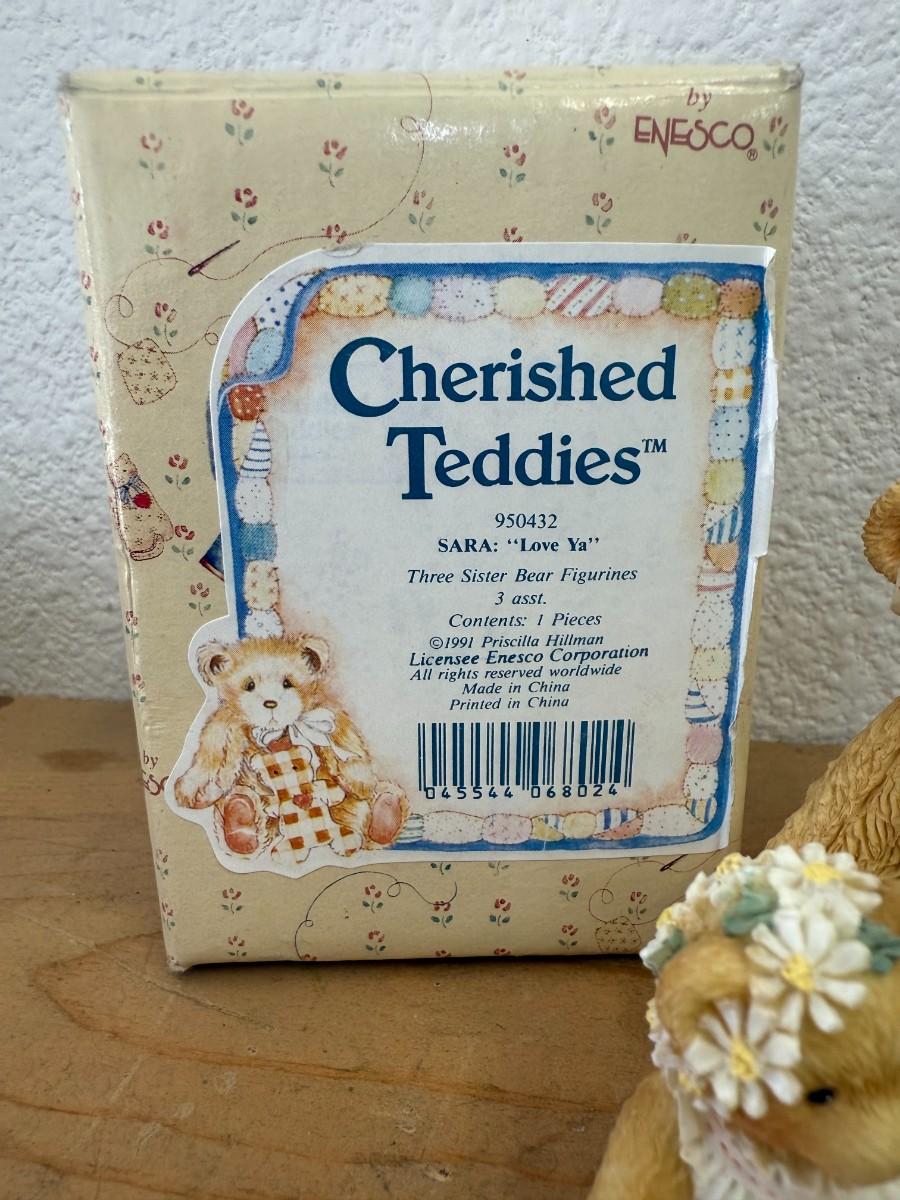 by
ENESCO®
Cherished
Teddies™
950432
SARA: “Love Ya”
Three Sister Bear Figurines
3 asst.
Contents: 1 Pieces
©1991 Priscilla Hillman
Licensee Enesco Corporation
All rights reserved worldwide
Made in China
Printed in China
045544 068024
by